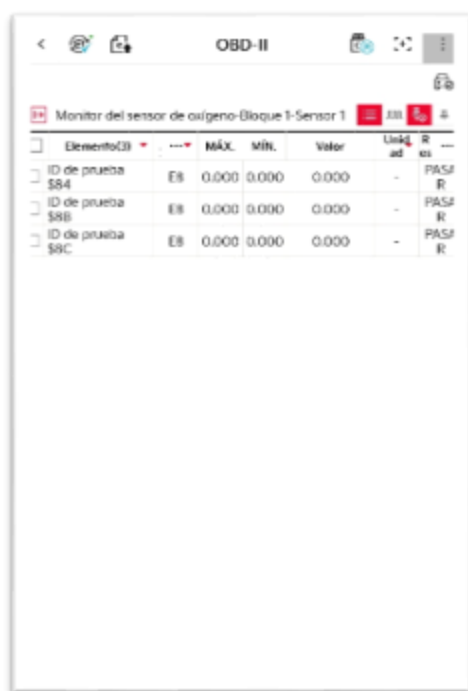 OBD-II
Monitor del sensor de oxígeno-Bloque 1-Sensor 1
Elemento(3) MÁX. MÍN. Valor Unidad R es
ID de prueba $84 E8 0.000 0.000 0.000 - PASAR
ID de prueba $8B E8 0.000 0.000 0.000 - PASAR
ID de prueba $8C E8 0.000 0.000 0.000 - PASAR